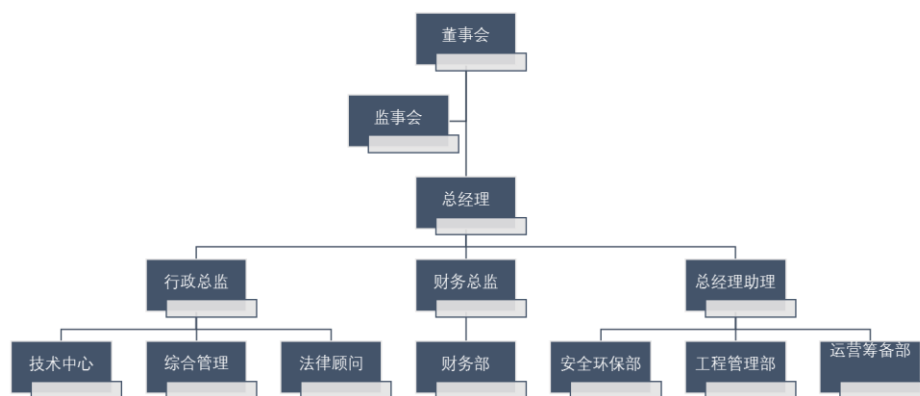 董事会
监事会
总经理
行政总监
财务总监
总经理助理
技术中心
综合管理
法律顾问
财务部
安全环保部
工程管理部
运营筹备部